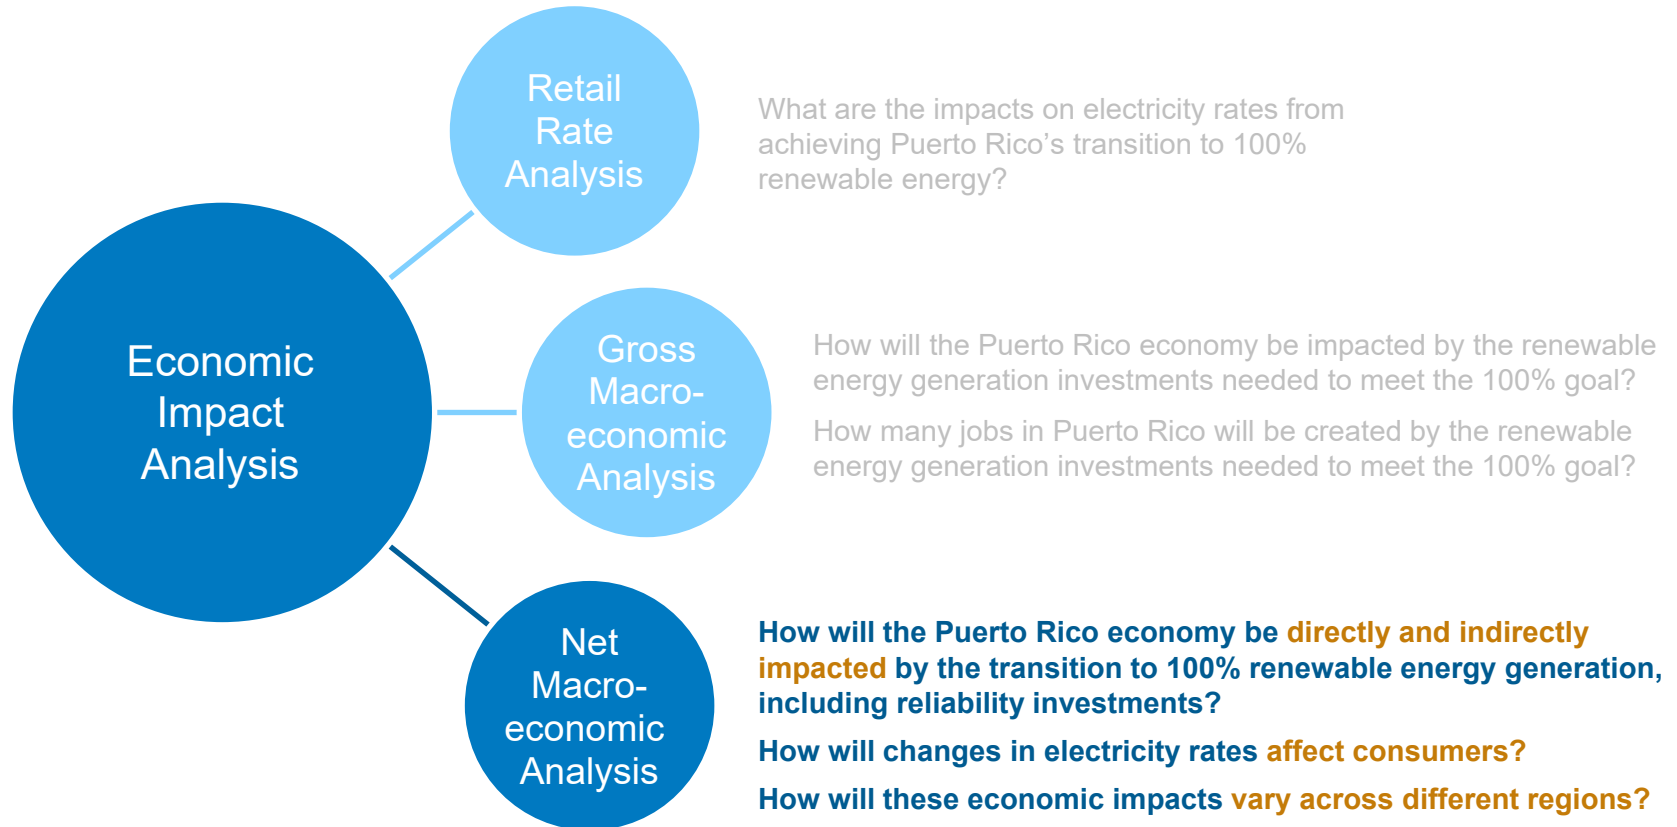 Economic
Impact
Analysis
Retail
Rate
Analysis
What are the impacts on electricity rates from
achieving Puerto Rico’s transition to 100%
renewable energy?
Gross
Macro-
economic
Analysis
How will the Puerto Rico economy be impacted by the renewable
energy generation investments needed to meet the 100% goal?
How many jobs in Puerto Rico will be created by the renewable
energy generation investments needed to meet the 100% goal?
Net
Macro-
economic
Analysis
How will the Puerto Rico economy be directly and indirectly
impacted by the transition to 100% renewable energy generation,
including reliability investments?
How will changes in electricity rates affect consumers?
How will these economic impacts vary across different regions?